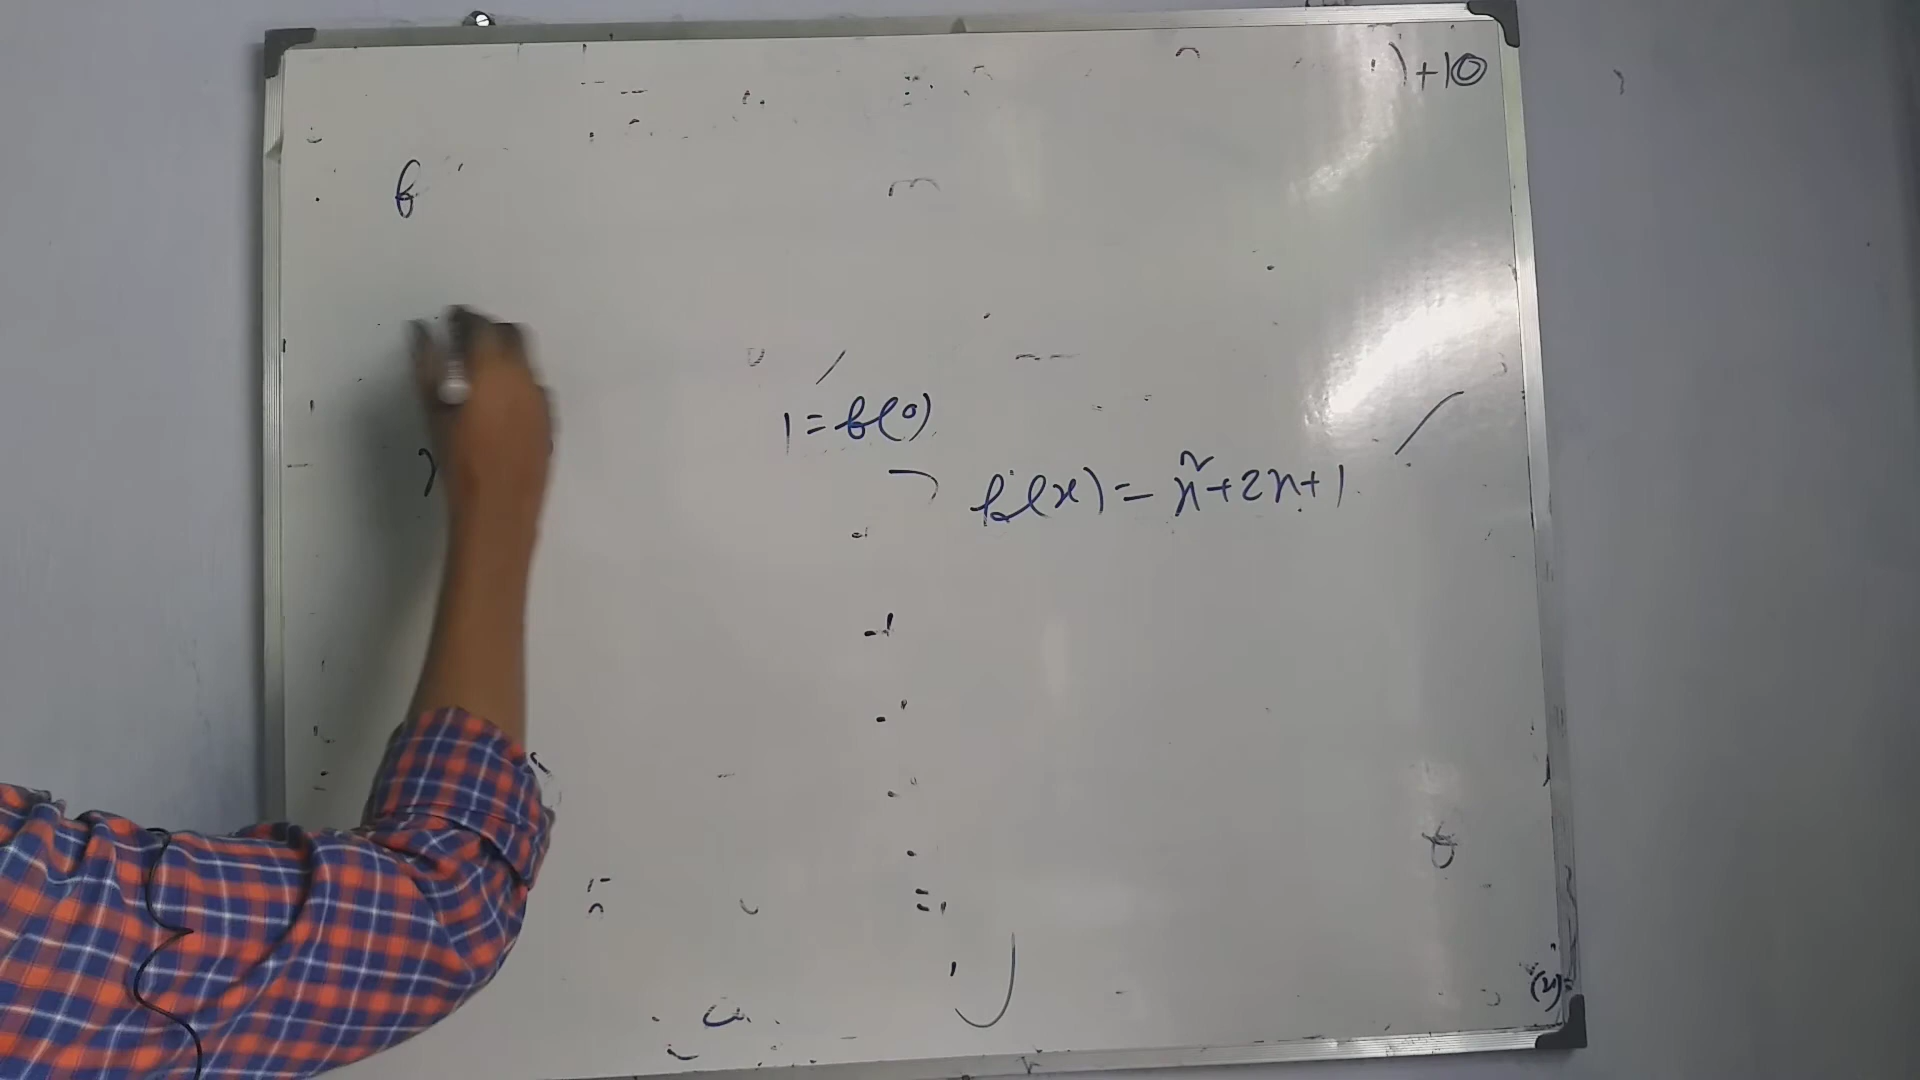 )+10
f
1=f(0)
f(x)=x²+2x+1
(x)